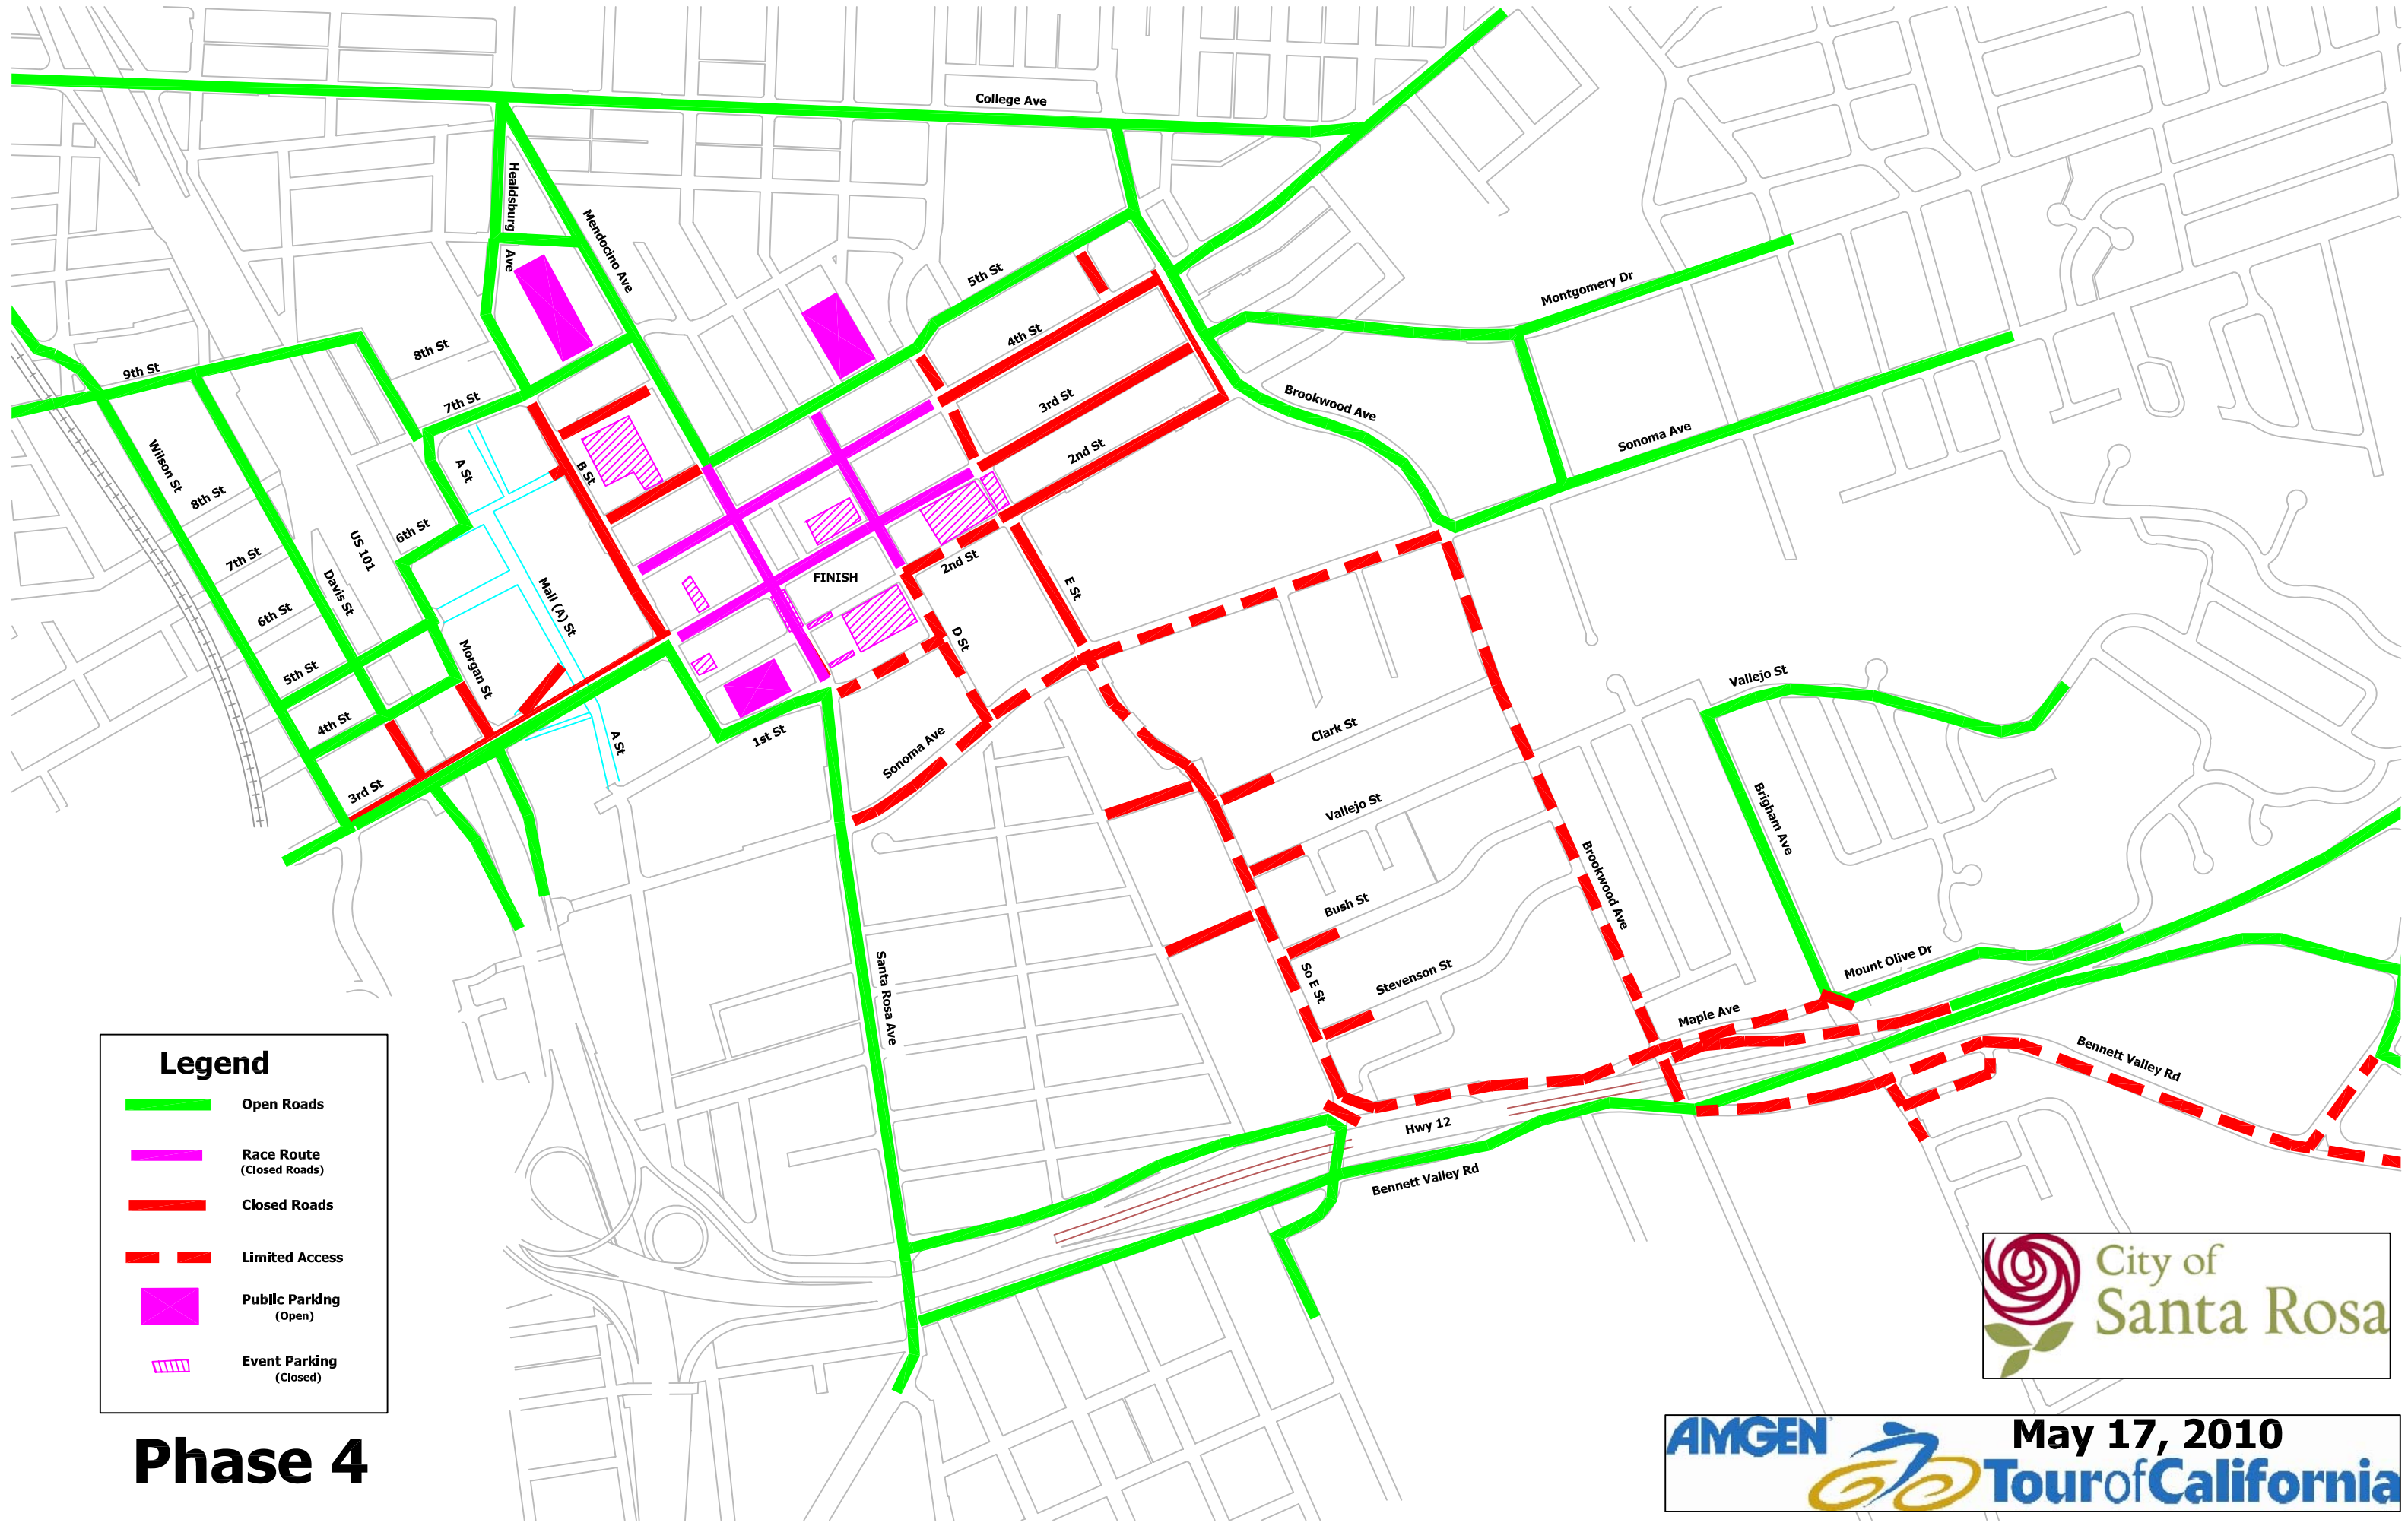 College Ave
Healdsburg
Ave
Mendocino Ave
5th St
Montgomery Dr
4th St
8th St
9th St
7th St
3rd St
Brookwood Ave
Sonoma Ave
2nd St
Wilson St
A St
B St
8th St
6th St
US 101
7th St
2nd St
FINISH
Davis St
E St
Mall (A) St
6th St
D St
5th St
Morgan St
Vallejo St
4th St
A St
1st St
Sonoma Ave
Clark St
3rd St
Vallejo St
Brigham Ave
Brookwood Ave
Bush St
Santa Rosa Ave
So E St
Stevenson St
Mount Olive Dr
Maple Ave
Bennett Valley Rd
Hwy 12
Bennett Valley Rd
Legend
Open Roads
Race Route
(Closed Roads)
Closed Roads
Limited Access
Public Parking
(Open)
Event Parking
(Closed)
Phase 4
City of
Santa Rosa
AMGEN
May 17, 2010
Tour of California